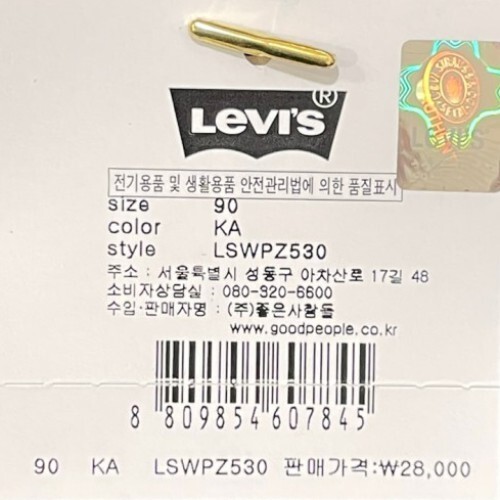 LEVI'S®
전기용품 및 생활용품 안전관리법에 의한 품질표시
size 90
color KA
style LSWPZ530
주소 : 서울특별시 성동구 아차산로 17길 48
소비자상담실 : 080-320-6600
수입·판매자명 : (주)좋은사람들
www.goodpeople.co.kr
8 809854 607845
90 KA LSWPZ530 판매가격:₩28,000